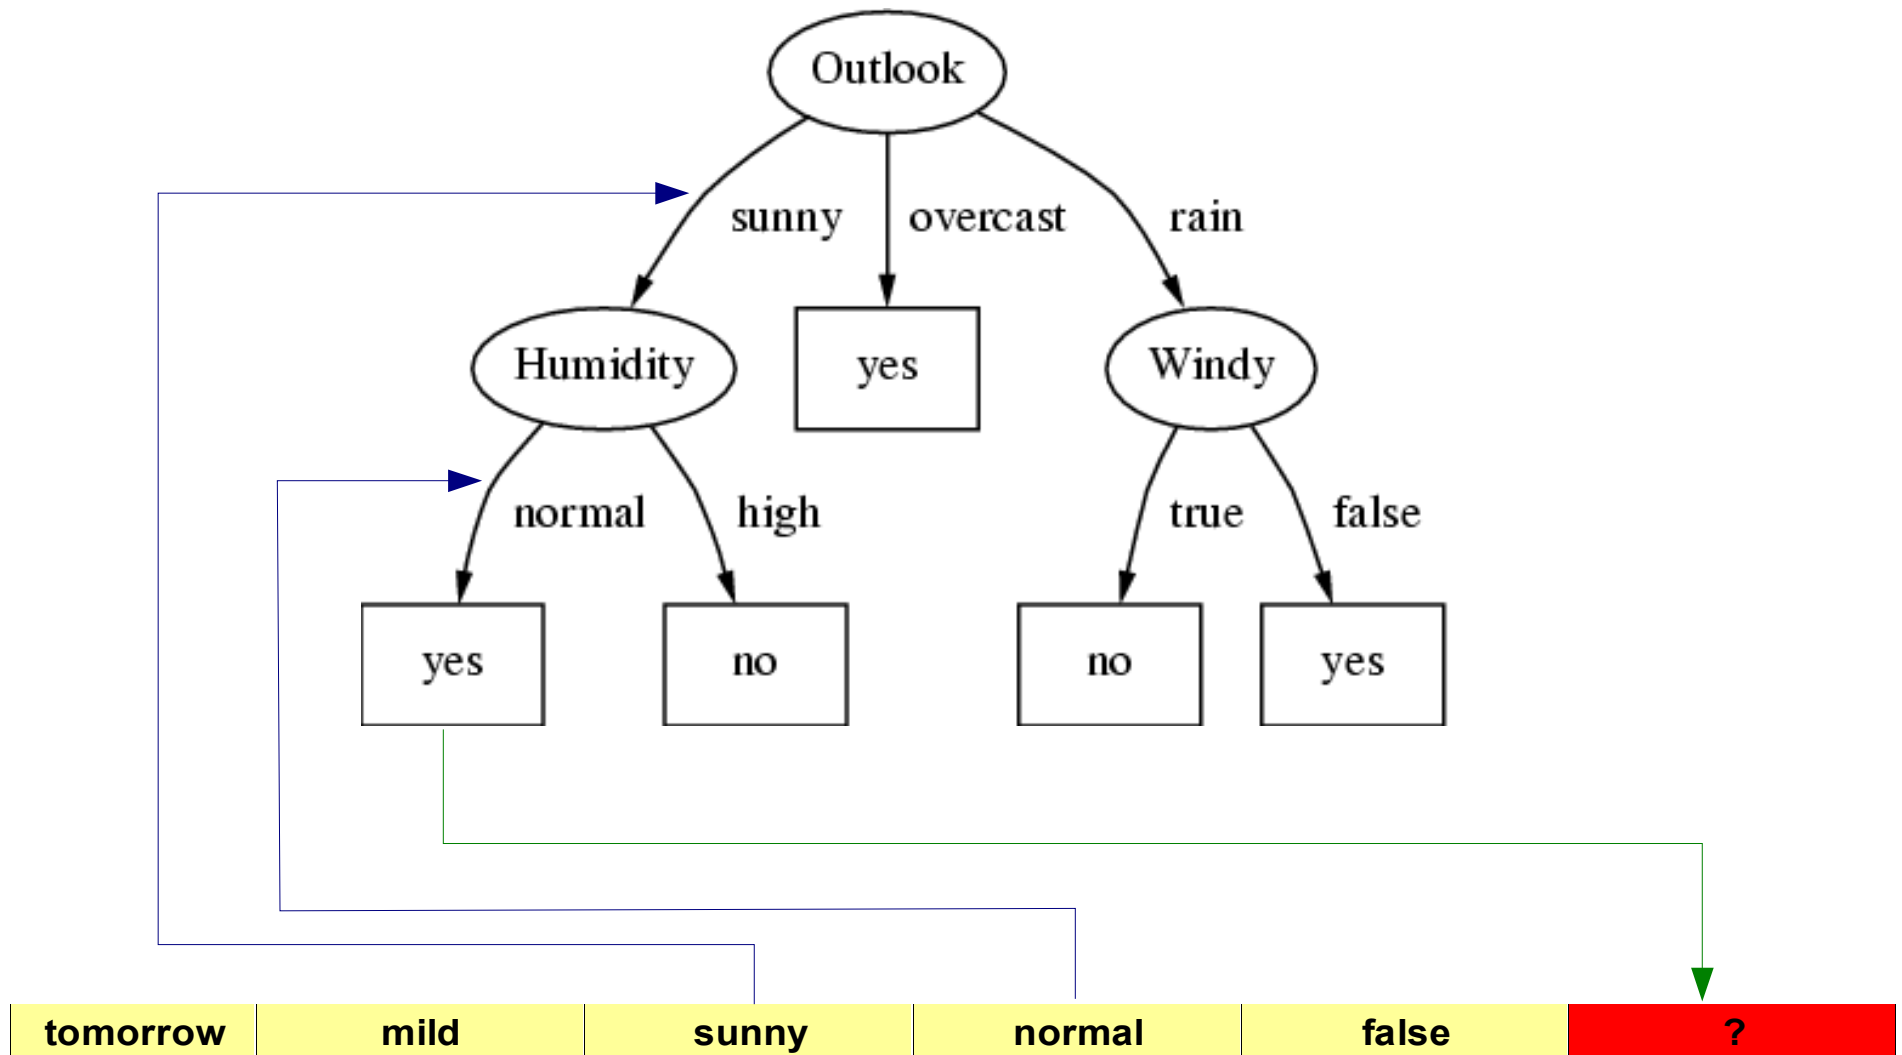 Outlook
sunny overcast rain
Humidity yes Windy
normal high true false
yes no no yes
tomorrow mild sunny normal false ?